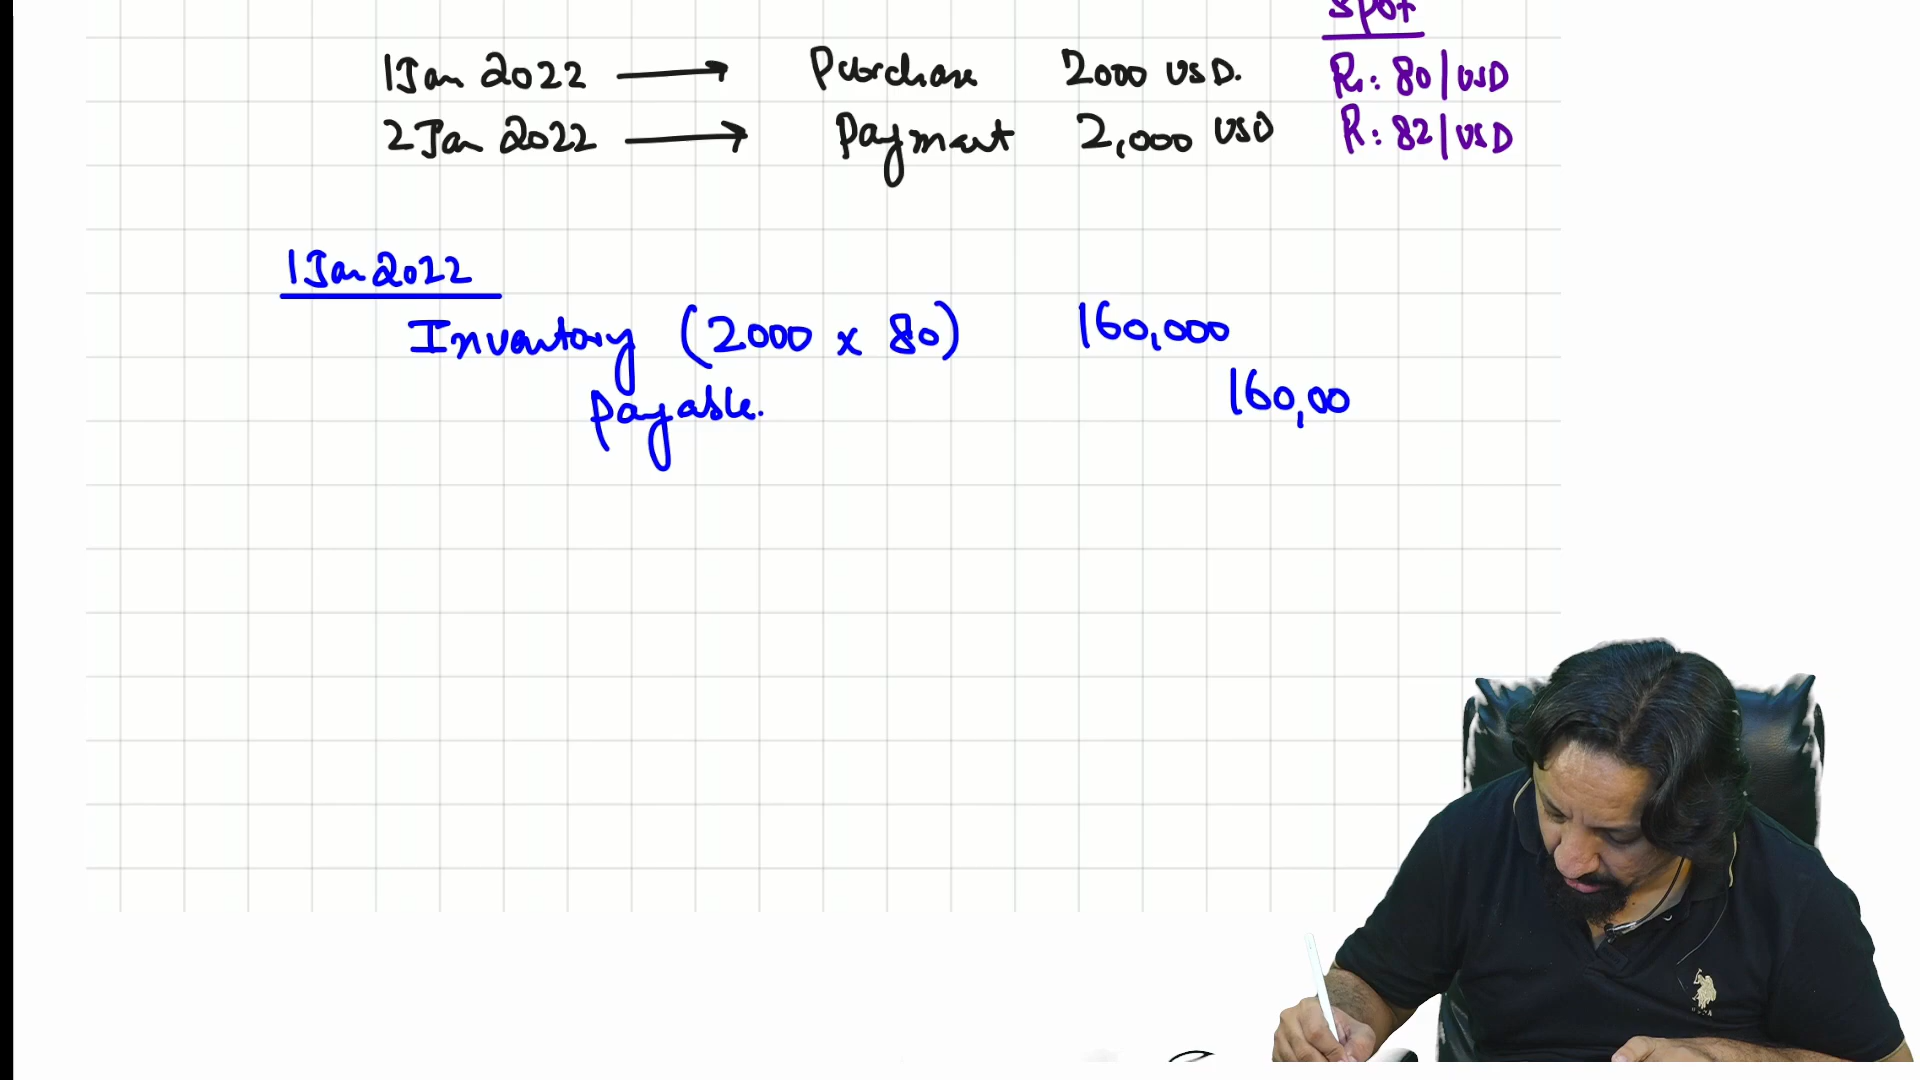 Spot
1 Jan 2022 → Purchase 2000 USD. R: 80/USD
2 Jan 2022 → Payment 2,000 USD R: 82/USD
1 Jan 2022
Inventory (2000 x 80) 160,000
Payable. 160,00